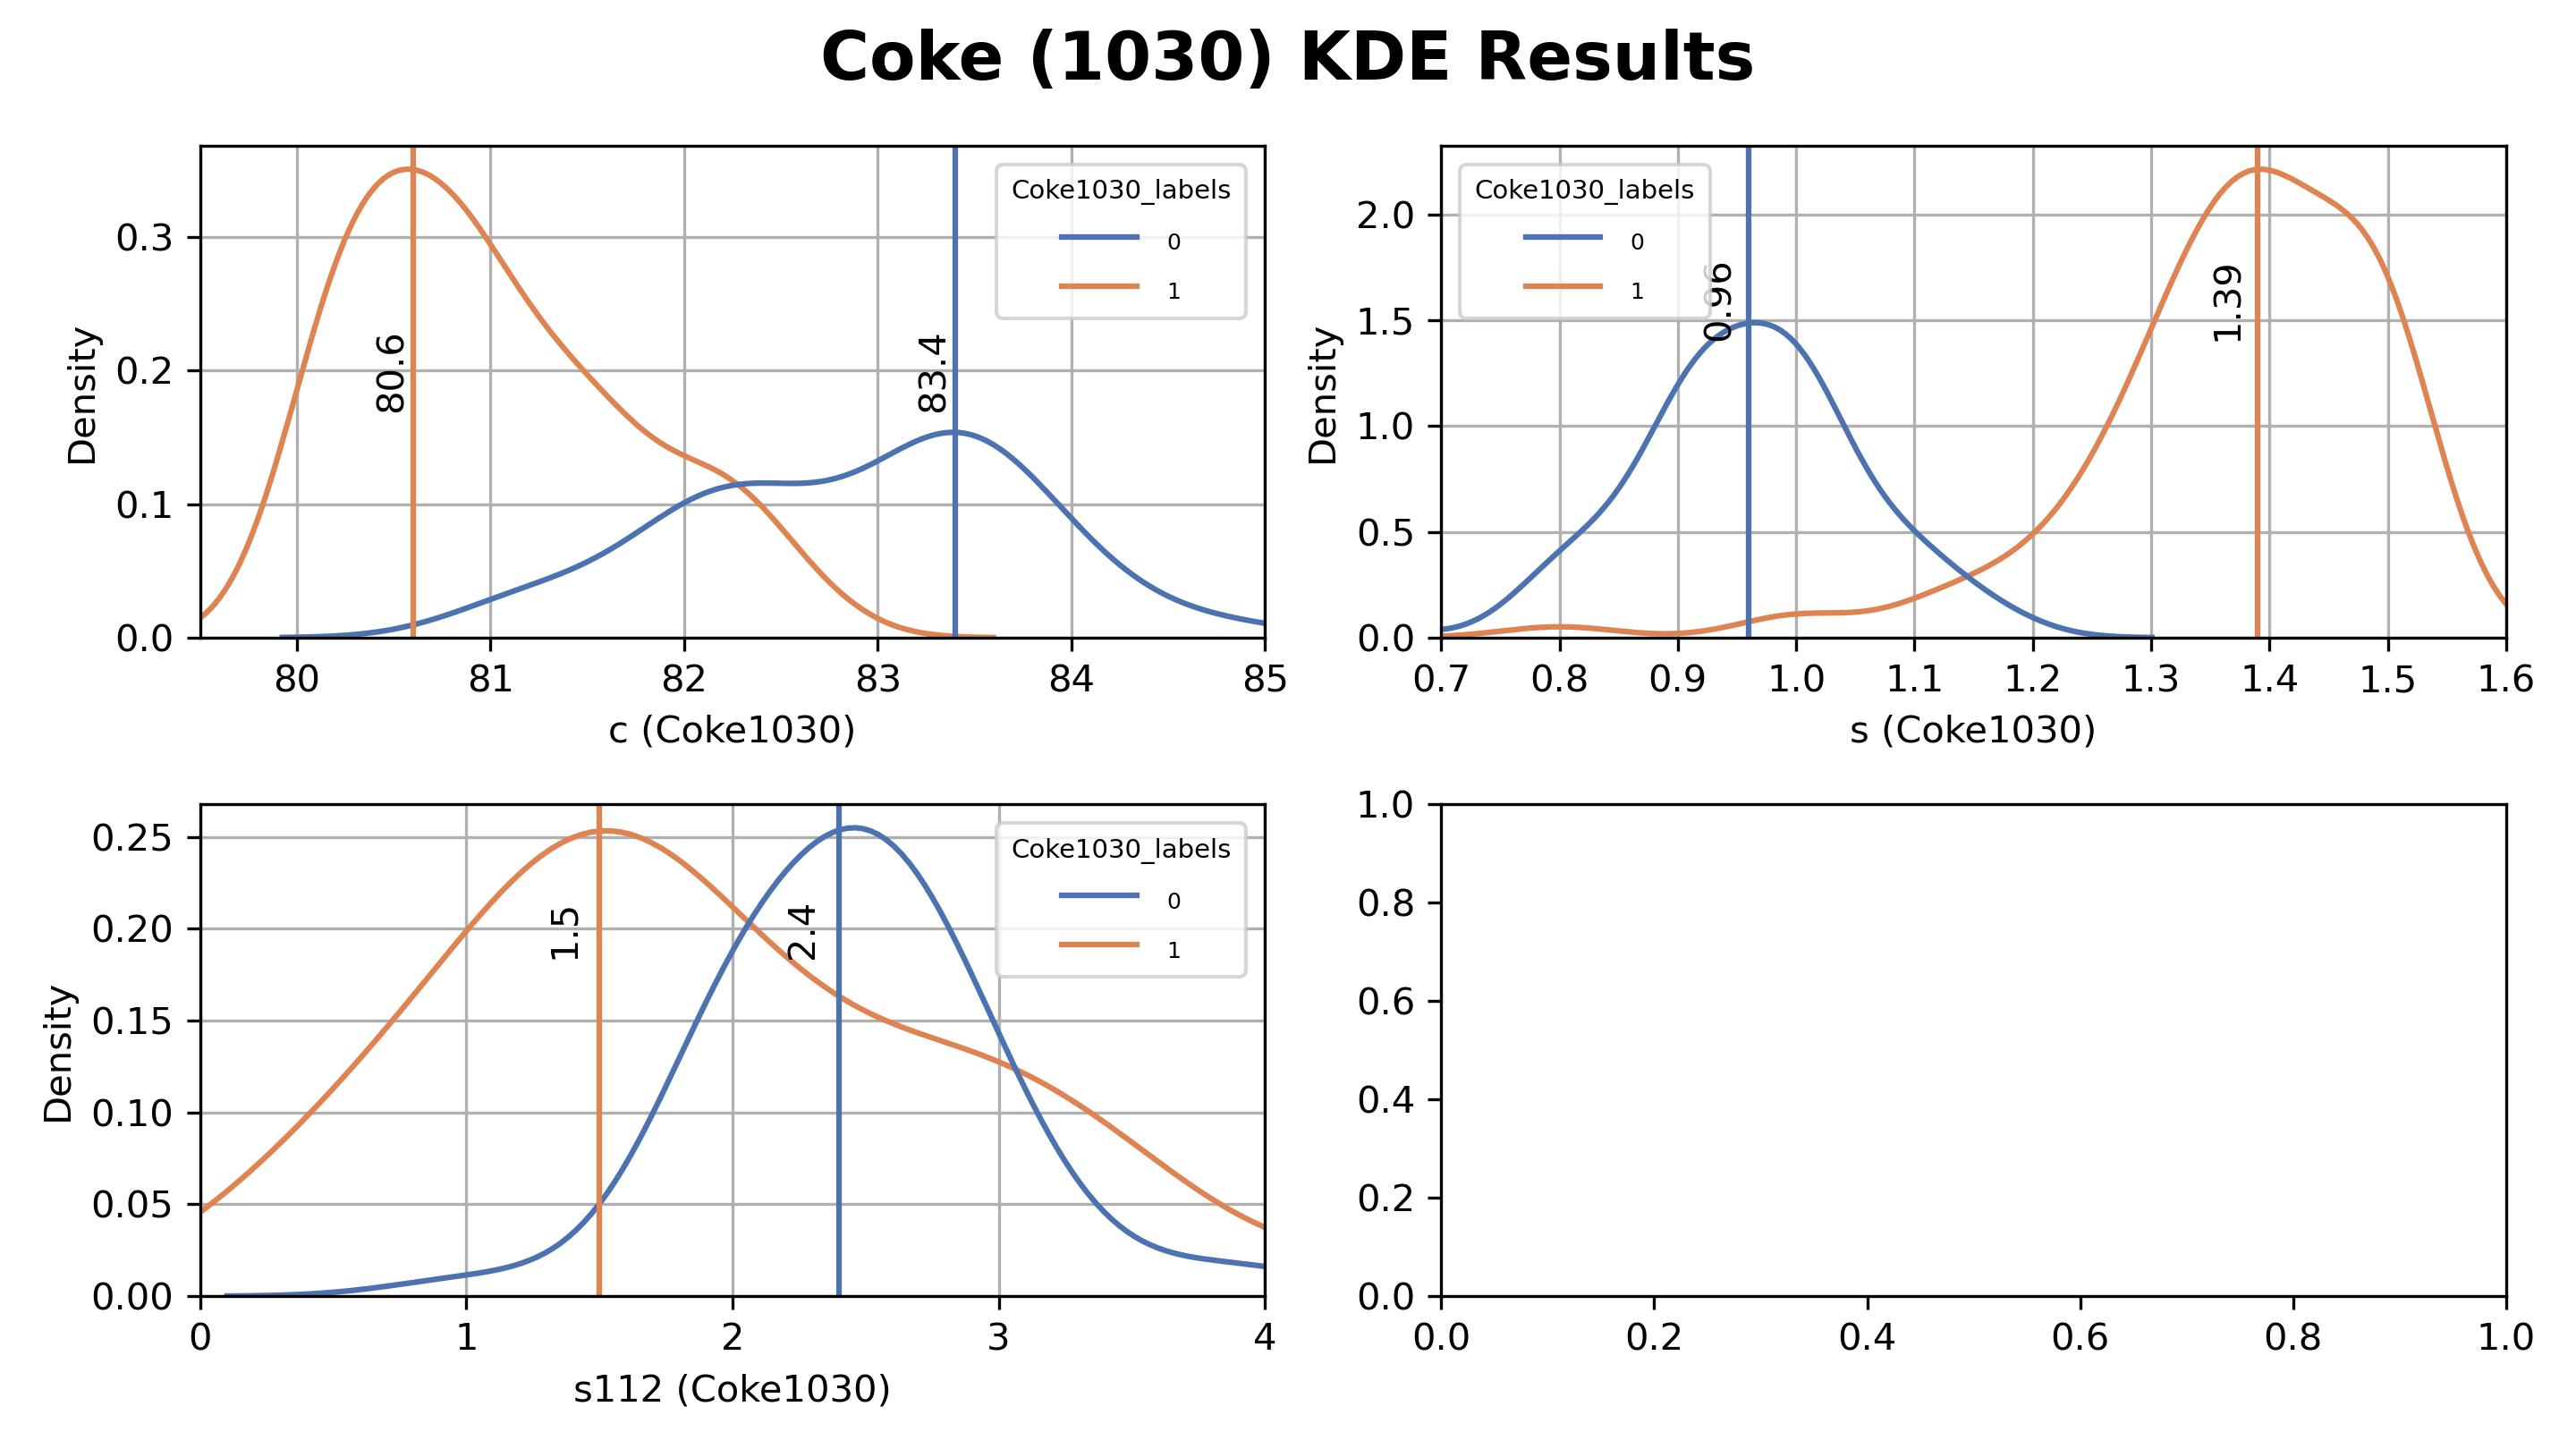 Coke (1030) KDE Results
Density
0.3
0.2
0.1
0.0
80.6
83.4
Coke1030_labels
0
1
80 81 82 83 84 85
c (Coke1030)
Density
2.0
1.5
1.0
0.5
0.0
Coke1030_labels
0
1
0.96
1.39
0.7 0.8 0.9 1.0 1.1 1.2 1.3 1.4 1.5 1.6
s (Coke1030)
Density
0.25
0.20
0.15
0.10
0.05
0.00
1.5
2.4
Coke1030_labels
0
1
0 1 2 3 4
s112 (Coke1030)
1.0
0.8
0.6
0.4
0.2
0.0
0.0 0.2 0.4 0.6 0.8 1.0